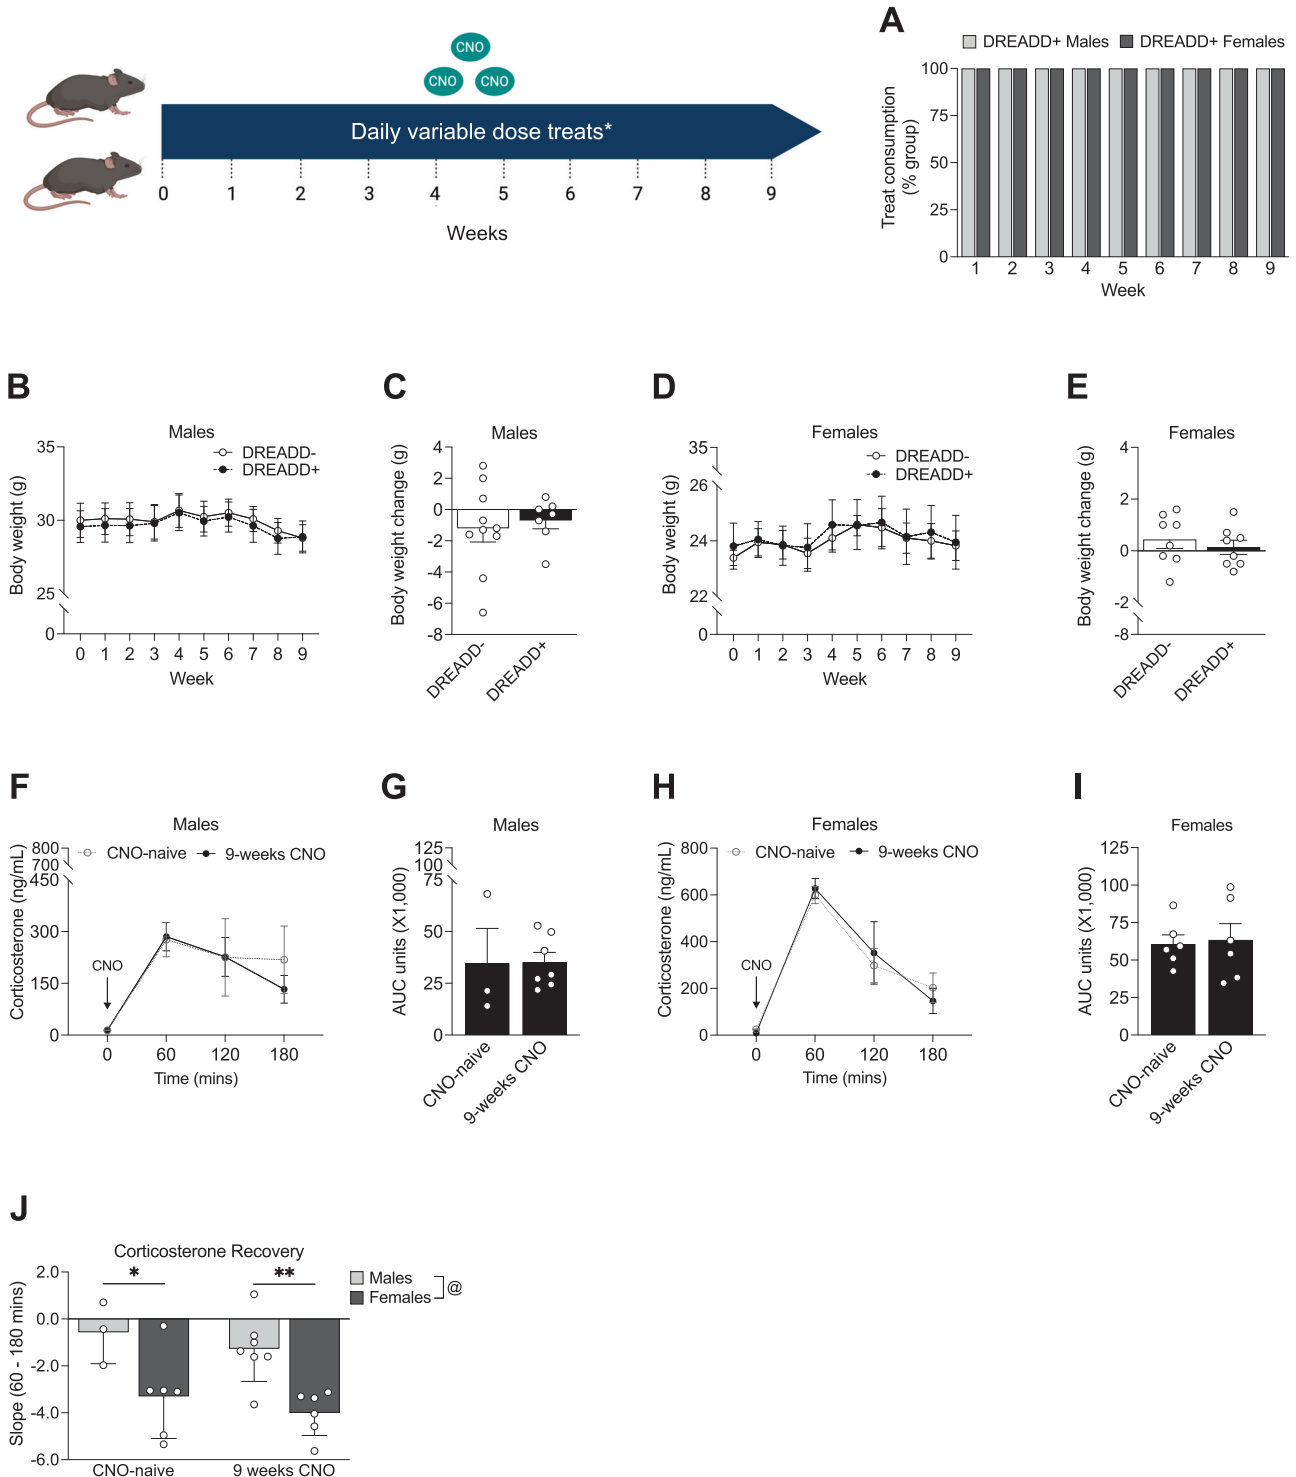 CNO
CNO CNO
Daily variable dose treats*
0 1 2 3 4 5 6 7 8 9
Weeks
A
DREADD+ Males DREADD+ Females
Treat consumption
(% group)
100
75
50
25
0
1 2 3 4 5 6 7 8 9
Week
B
Males
DREADD-
DREADD+
Body weight (g)
35
30
25
0
0 1 2 3 4 5 6 7 8 9
Week
C
Males
Body weight change (g)
4
2
0
-2
-4
-6
-8
DREADD-
DREADD+
D
Females
DREADD-
DREADD+
Body weight (g)
35
26
24
22
0
0 1 2 3 4 5 6 7 8 9
Week
E
Females
Body weight change (g)
4
2
0
-2
-8
DREADD-
DREADD+
F
Males
CNO-naive 9-weeks CNO
Corticosterone (ng/mL)
800
700
450
300
150
0
CNO
0 60 120 180
Time (mins)
G
Males
AUC units (X1,000)
125
100
75
50
25
0
CNO-naive
9-weeks CNO
H
Females
CNO-naive 9-weeks CNO
Corticosterone (ng/mL)
800
600
400
200
0
CNO
0 60 120 180
Time (mins)
I
Females
AUC units (X1,000)
125
100
75
50
25
0
CNO-naive
9-weeks CNO
J
Corticosterone Recovery
* **
Males
Females
@
Slope (60 - 180 mins)
2.0
0.0
-2.0
-4.0
-6.0
CNO-naive 9 weeks CNO